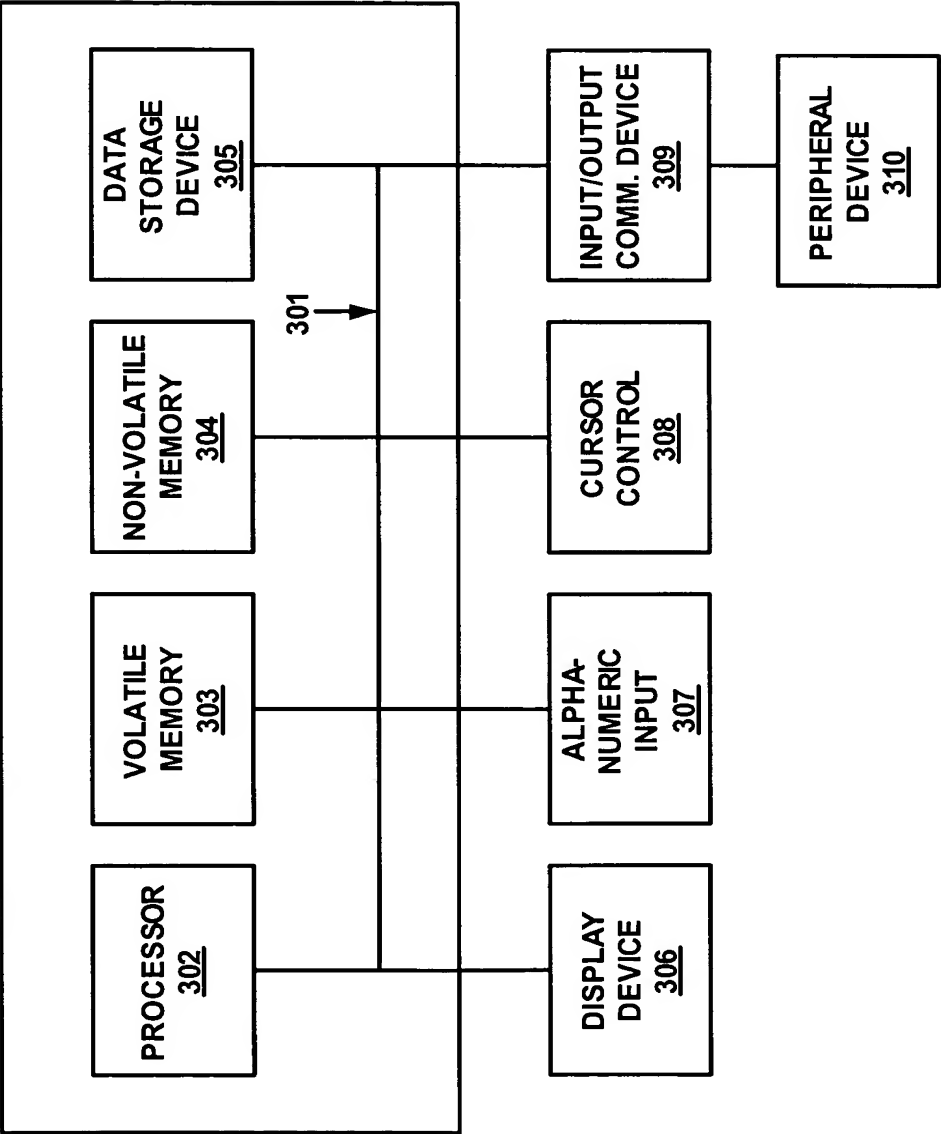 PROCESSOR
302
VOLATILE
MEMORY
303
NON-VOLATILE
MEMORY
304
DATA
STORAGE
DEVICE
305
301
DISPLAY
DEVICE
306
ALPHA-
NUMERIC
INPUT
307
CURSOR
CONTROL
308
INPUT/OUTPUT
COMM. DEVICE
309
PERIPHERAL
DEVICE
310